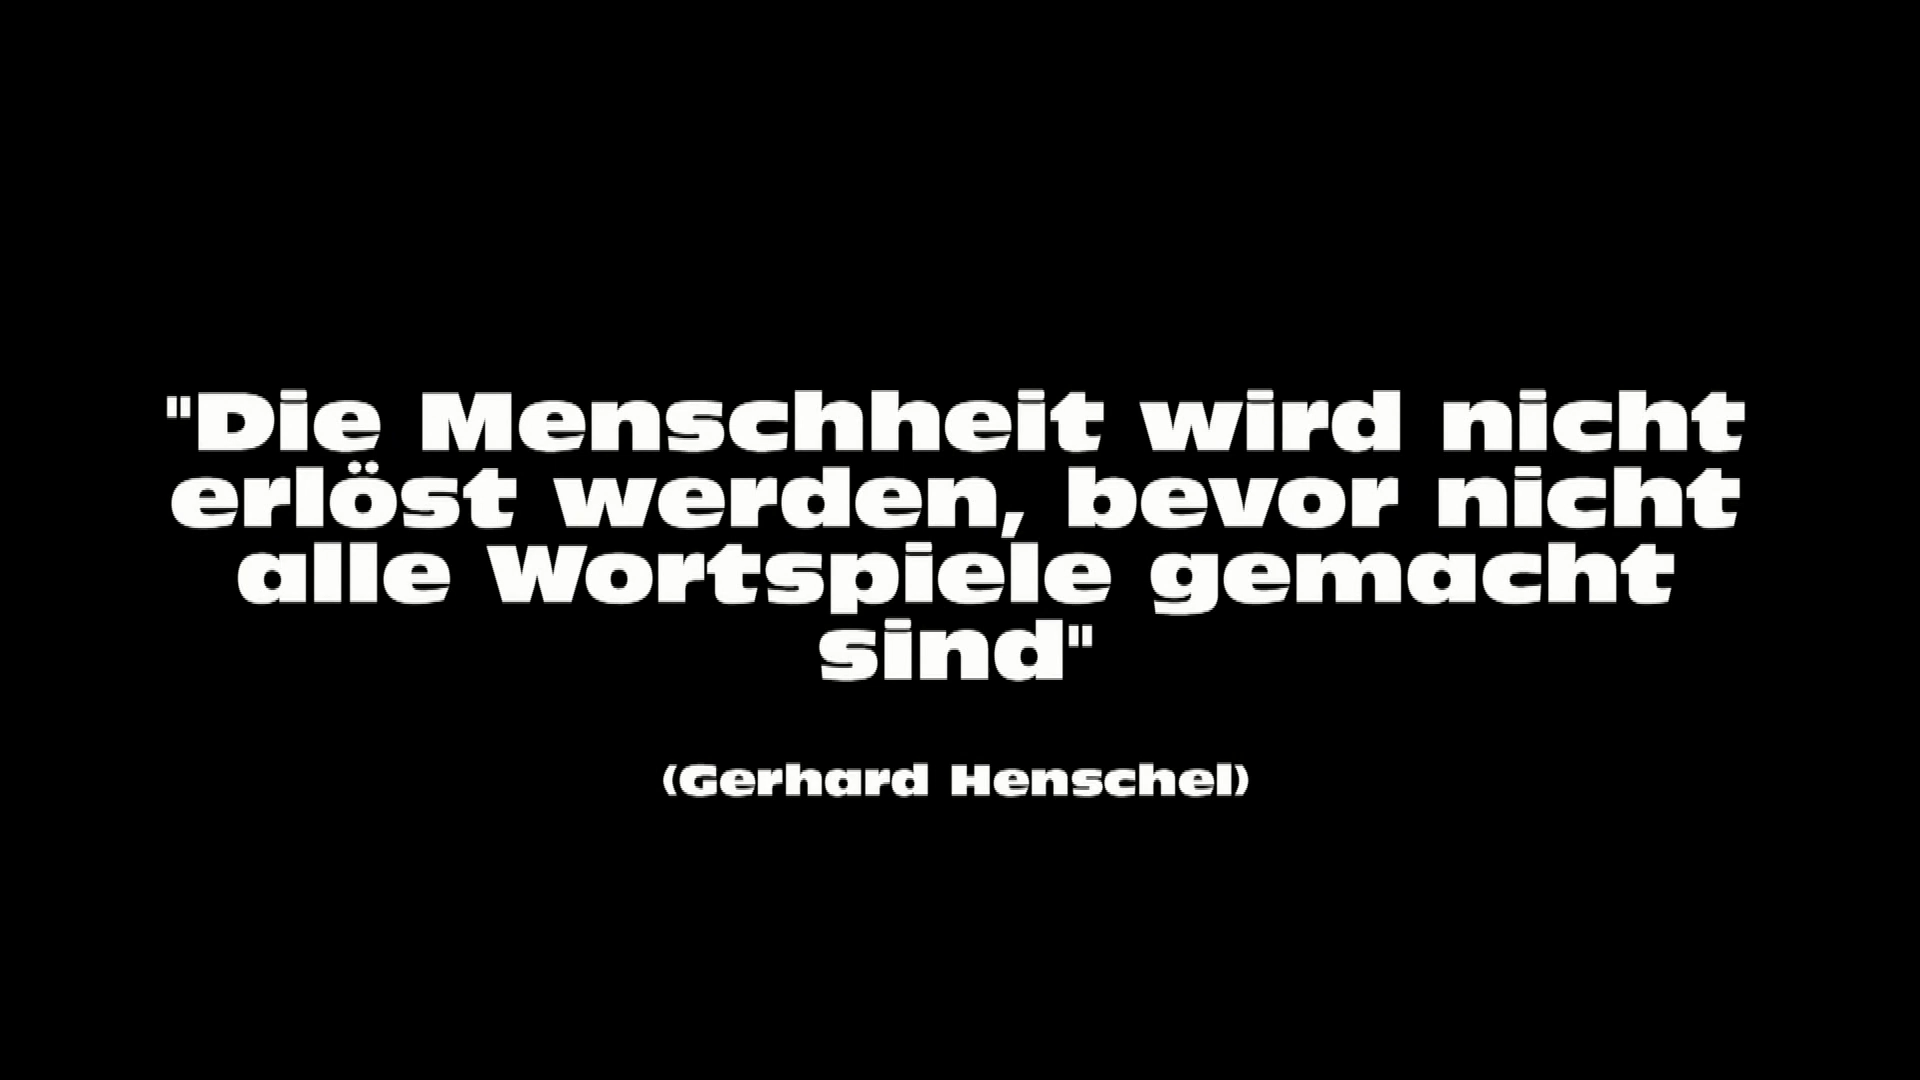 "Die Menschheit wird nicht
erlöst werden, bevor nicht
alle Wortspiele gemacht
sind"
(Gerhard Henschel)